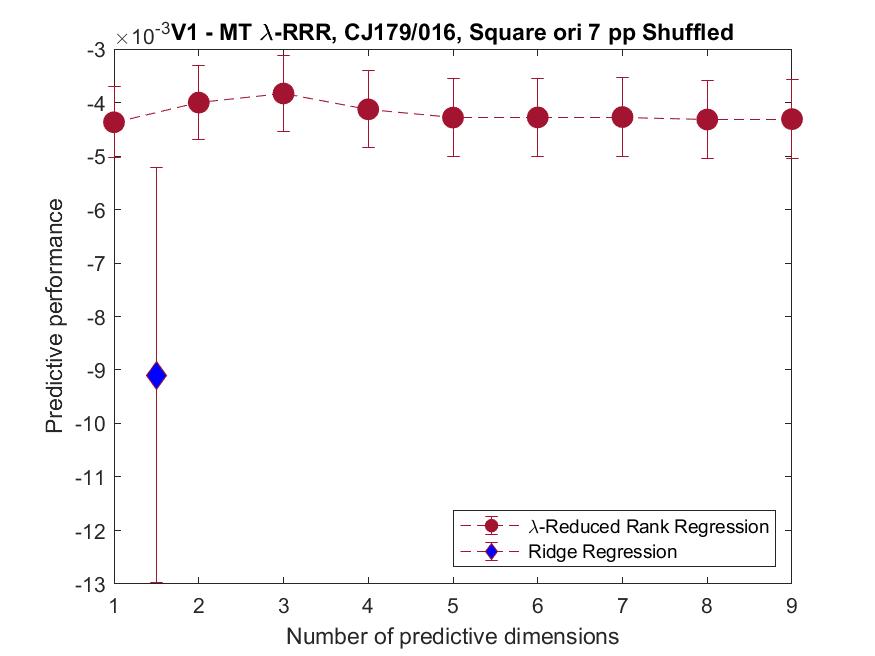 ×10-3
V1 - MT λ-RRR, CJ179/016, Square ori 7 pp Shuffled
-3
-4
-5
-6
-7
-8
-9
-10
-11
-12
-13
Predictive performance
λ-Reduced Rank Regression
Ridge Regression
1 2 3 4 5 6 7 8 9
Number of predictive dimensions